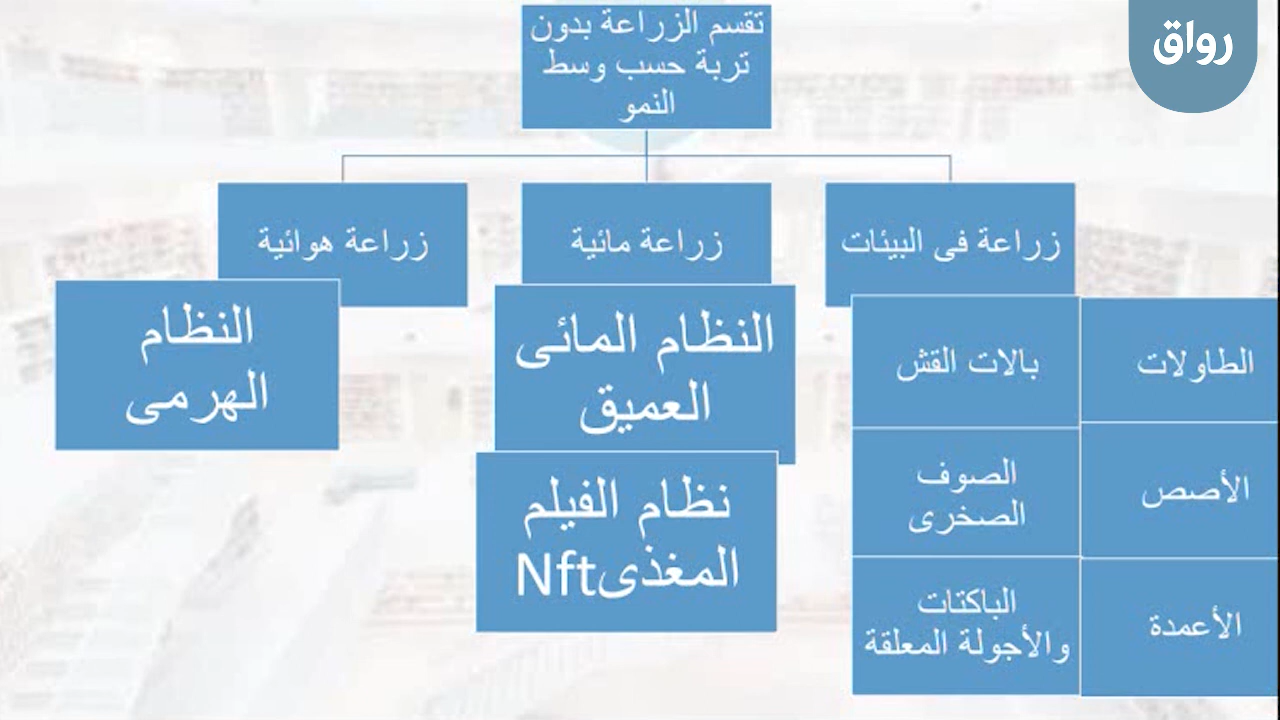 رواق
تقسم الزراعة بدون
تربة حسب وسط
النمو
زراعة فى البيئات
زراعة مائية
زراعة هوائية
الطاولات
بالات القش
الأصص
الصوف
الصخرى
الأعمدة
الباكتات
والأجولة المعلقة
النظام المائى
العميق
نظام الفيلم
المغذىNft
النظام
الهرمى